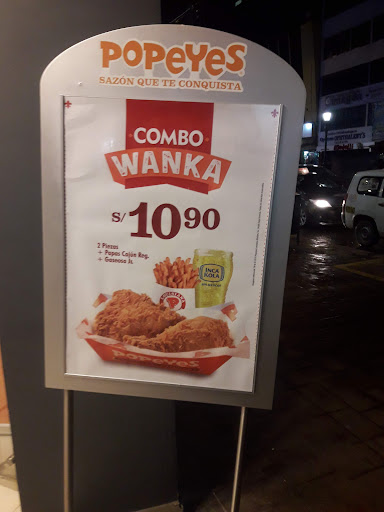 POPEYES
SAZÓN QUE TE CONQUISTA
·COMBO·
WANKA
S/10.90
2 Piezas
+ Papas Cajún Reg.
+ Gaseosa Jr.
INCA
KOLA
POPEYES